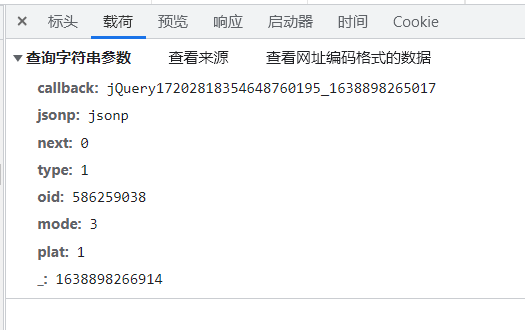 × 标头 载荷 预览 响应 启动器 时间 Cookie
▼查询字符串参数 查看来源 查看网址编码格式的数据
callback: jQuery17202818354648760195_1638898265017
jsonp: jsonp
next: 0
type: 1
oid: 586259038
mode: 3
plat: 1
_: 1638898266914